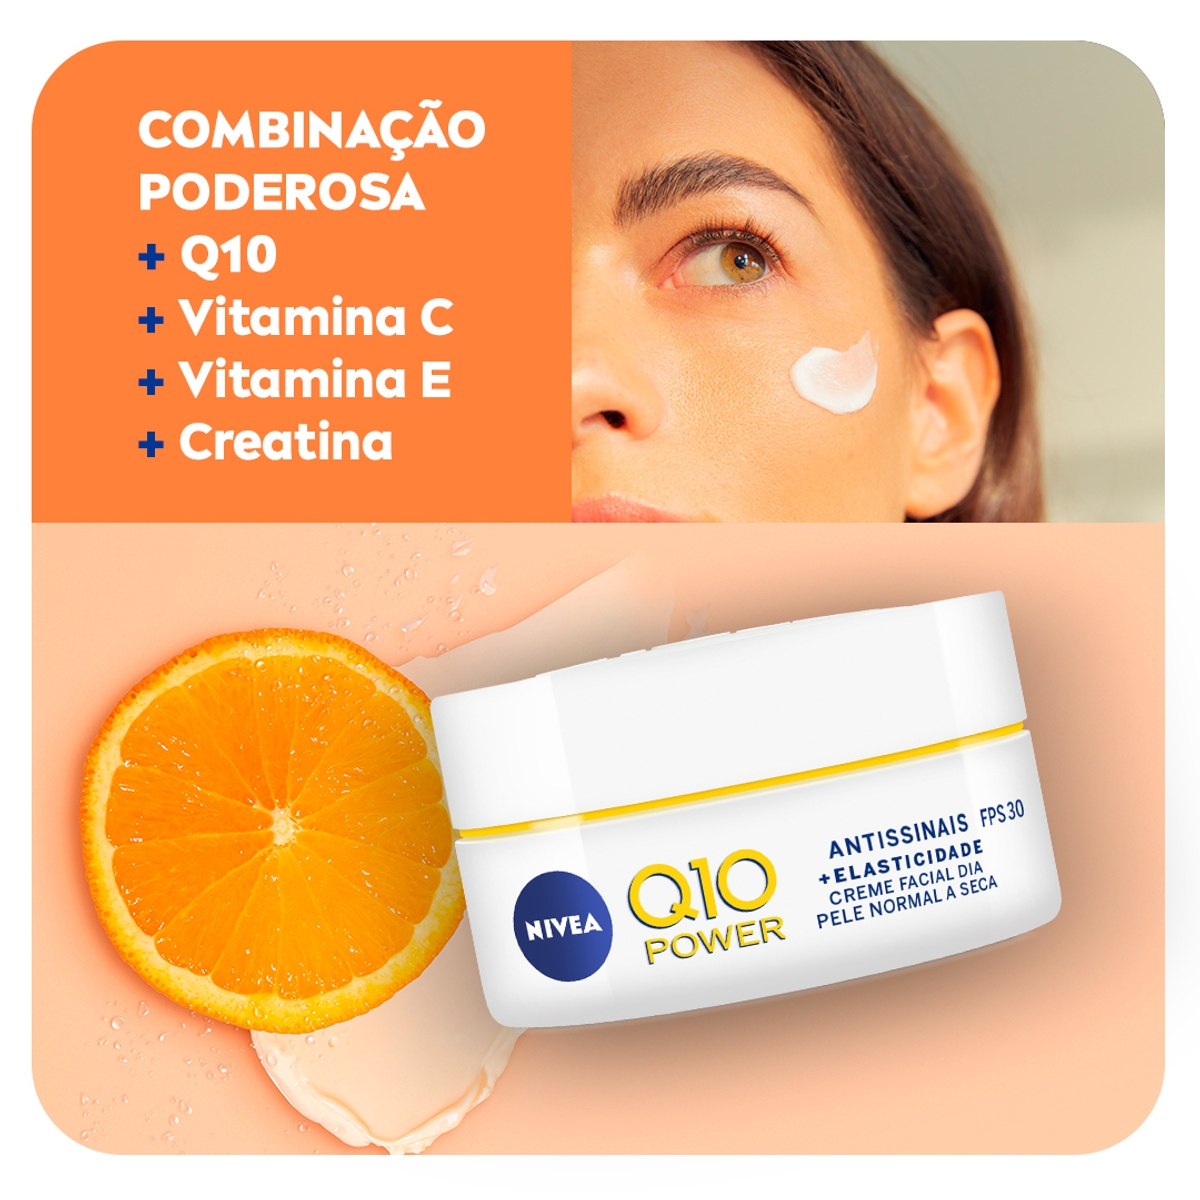 COMBINAÇÃO
PODEROSA
+ Q10
+ Vitamina C
+ Vitamina E
+ Creatina
NIVEA
Q10
POWER
ANTISSINAIS FPS 30
+ELASTICIDADE
CREME FACIAL DIA
PELE NORMAL A SECA